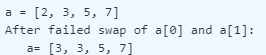 a = [2, 3, 5, 7]
After failed swap of a[0] and a[1]:
a= [3, 3, 5, 7]